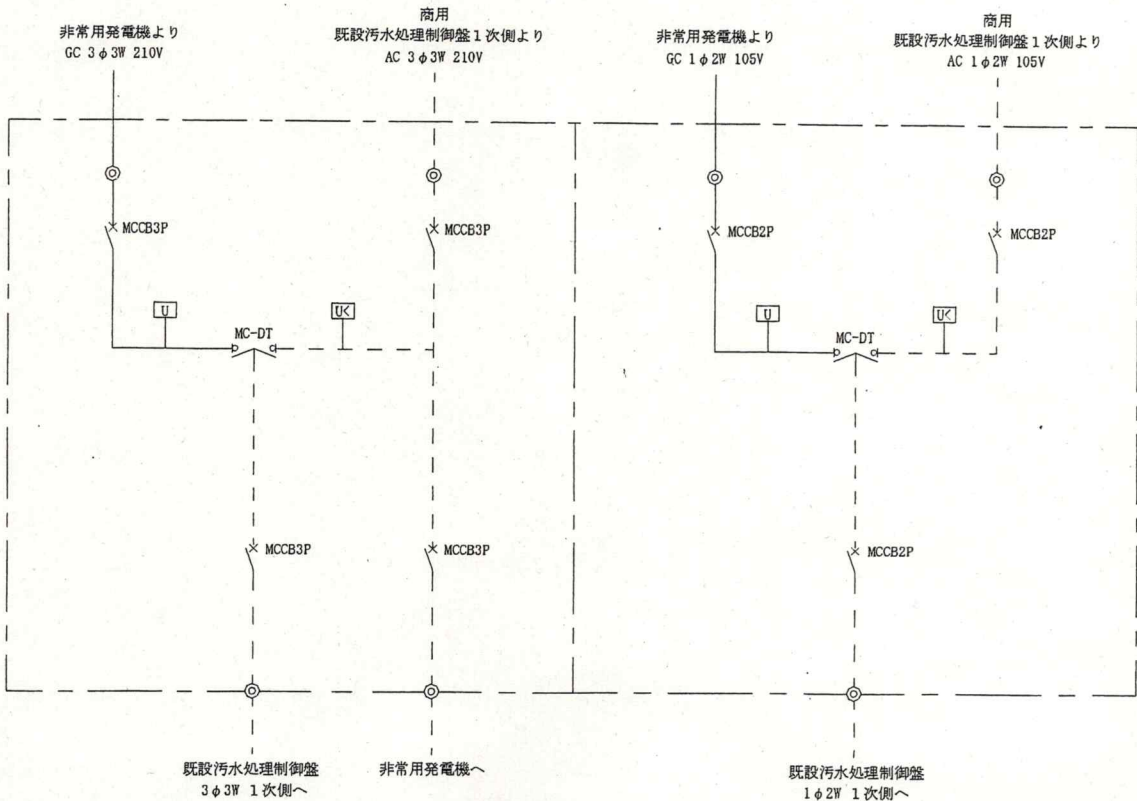 非常用発電機より
GC 3φ3W 210V
商用
既設汚水処理制御盤1次側より
AC 3φ3W 210V
非常用発電機より
GC 1φ2W 105V
商用
既設汚水処理制御盤1次側より
AC 1φ2W 105V
MCCB3P
MCCB3P
MCCB2P
MCCB2P
U
U<
MC-DT
U
U<
MC-DT
MCCB3P
MCCB3P
MCCB2P
既設汚水処理制御盤
3φ3W 1次側へ
非常用発電機へ
既設汚水処理制御盤
1φ2W 1次側へ